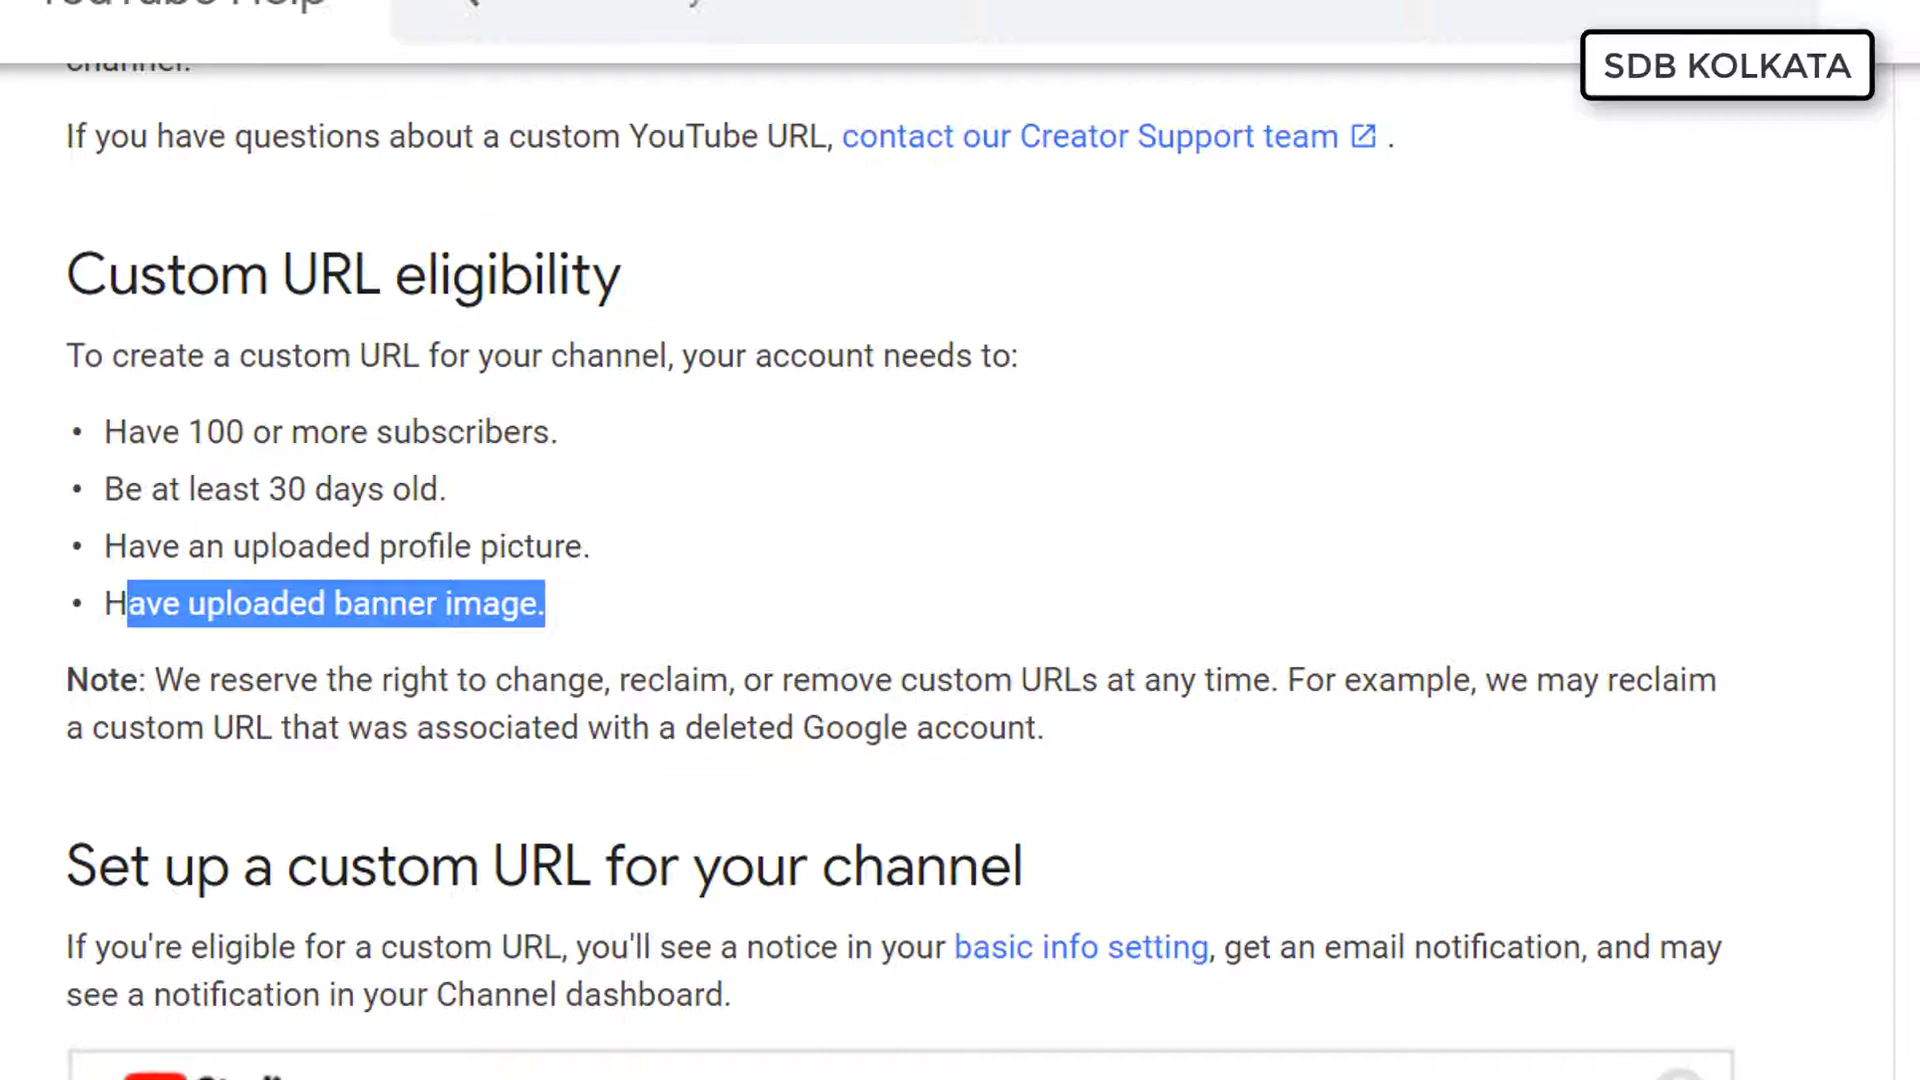 YouTube Help
SDB KOLKATA
channel.
If you have questions about a custom YouTube URL, contact our Creator Support team .
Custom URL eligibility
To create a custom URL for your channel, your account needs to:
• Have 100 or more subscribers.
• Be at least 30 days old.
• Have an uploaded profile picture.
• Have uploaded banner image.
Note: We reserve the right to change, reclaim, or remove custom URLs at any time. For example, we may reclaim
a custom URL that was associated with a deleted Google account.
Set up a custom URL for your channel
If you're eligible for a custom URL, you'll see a notice in your basic info setting, get an email notification, and may
see a notification in your Channel dashboard.